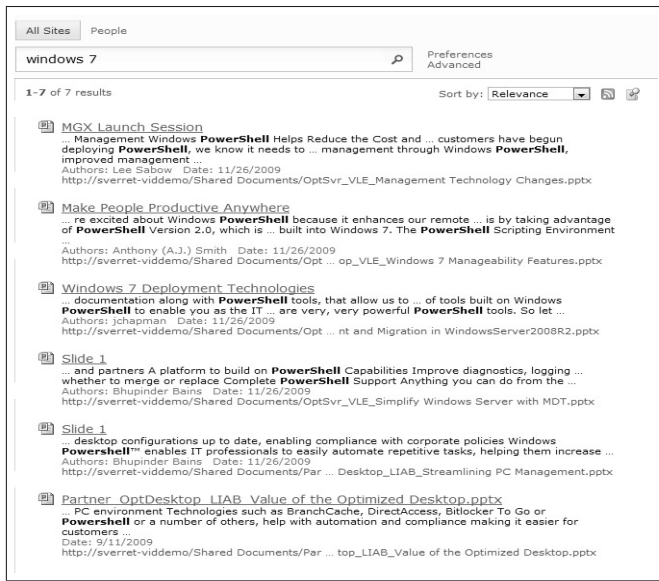 All Sites People
windows 7
Preferences
Advanced
1-7 of 7 results
Sort by: Relevance
MGX Launch Session
... Management Windows PowerShell Helps Reduce the Cost and ... customers have begun
deploying PowerShell, we know it needs to ... management through Windows PowerShell,
improved management ...
Authors: Lee Sabow Date: 11/26/2009
http://sverret-viddemo/Shared Documents/OptSvr_VLE_Management Technology Changes.pptx
Make People Productive Anywhere
... re excited about Windows PowerShell because it enhances our remote ... is by taking advantage
of PowerShell Version 2.0, which is ... built into Windows 7. The PowerShell Scripting Environment
...
Authors: Anthony (A.J.) Smith Date: 11/26/2009
http://sverret-viddemo/Shared Documents/Opt ... op_VLE_Windows 7 Manageability Features.pptx
Windows 7 Deployment Technologies
... documentation along with PowerShell tools, that allow us to ... of tools built on Windows
PowerShell to enable you as the IT ... are very, very powerful PowerShell tools. So let ...
Authors: jchapman Date: 11/26/2009
http://sverret-viddemo/Shared Documents/Opt ... nt and Migration in WindowsServer2008R2.pptx
Slide 1
... and partners A platform to build on PowerShell Capabilities Improve diagnostics, logging ...
whether to merge or replace Complete PowerShell Support Anything you can do from the ...
Authors: Bhupinder Bains Date: 11/26/2009
http://sverret-viddemo/Shared Documents/OptSvr_VLE_Simplify Windows Server with MDT.pptx
Slide 1
... desktop configurations up to date, enabling compliance with corporate policies Windows
Powershell™ enables IT professionals to easily automate repetitive tasks, helping them increase ...
Authors: Bhupinder Bains Date: 11/26/2009
http://sverret-viddemo/Shared Documents/Par ... Desktop_LIAB_Streamlining PC Management.pptx
Partner_OptDesktop_LIAB_Value of the Optimized Desktop.pptx
... PC environment Technologies such as BranchCache, DirectAccess, Bitlocker To Go or
Powershell or a number of others, help with automation and compliance making it easier for
customers ...
Date: 9/11/2009
http://sverret-viddemo/Shared Documents/Par ... top_LIAB_Value of the Optimized Desktop.pptx